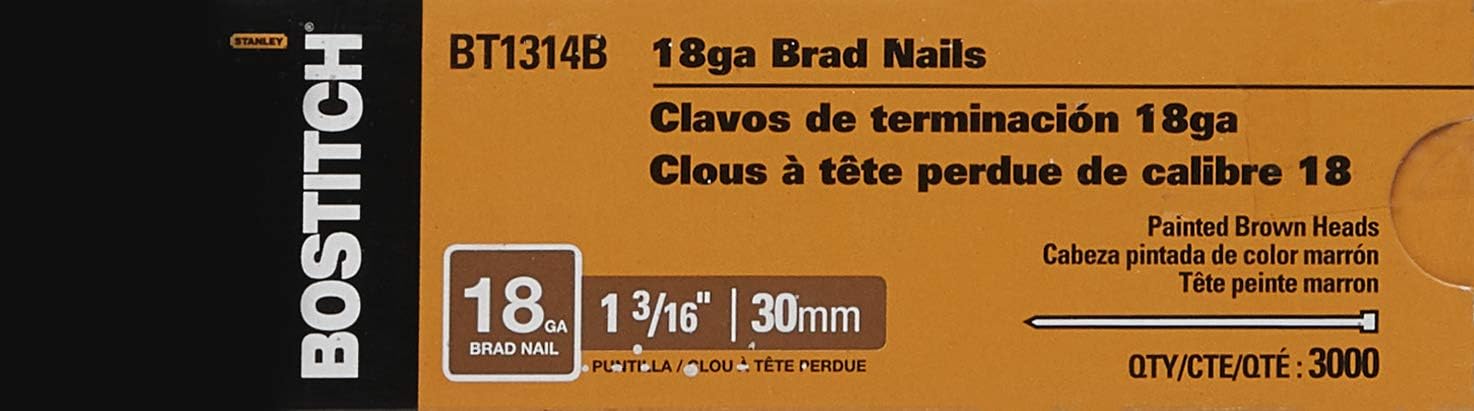 STANLEY
BOSTITCH®
BT1314B
18ga Brad Nails
Clavos de terminación 18ga
Clous à tête perdue de calibre 18
Painted Brown Heads
Cabeza pintada de color marrón
Tête peinte marron
18 GA
BRAD NAIL
1 3/16" | 30mm
PUNTILLA / CLOU À TÊTE PERDUE
QTY/CTE/QTÉ : 3000